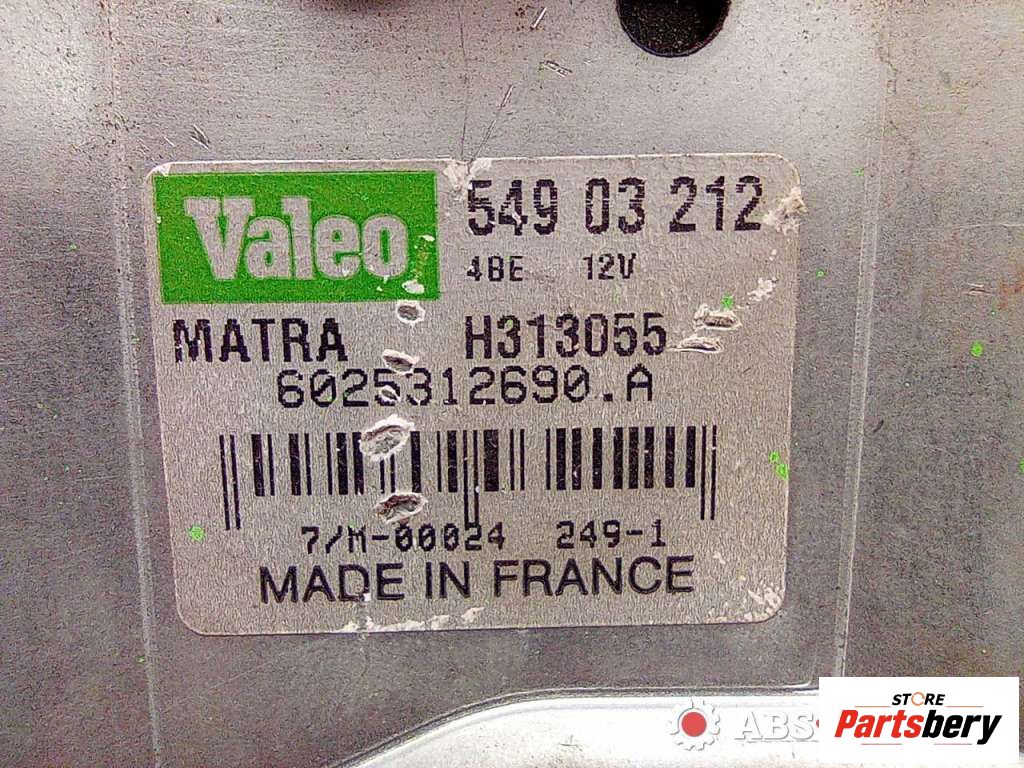 Valeo
549 03 212
4BE 12V
MATRA H313055
6025312690.A
7/M-00024 249-1
MADE IN FRANCE
STORE
Partsbery
ABS